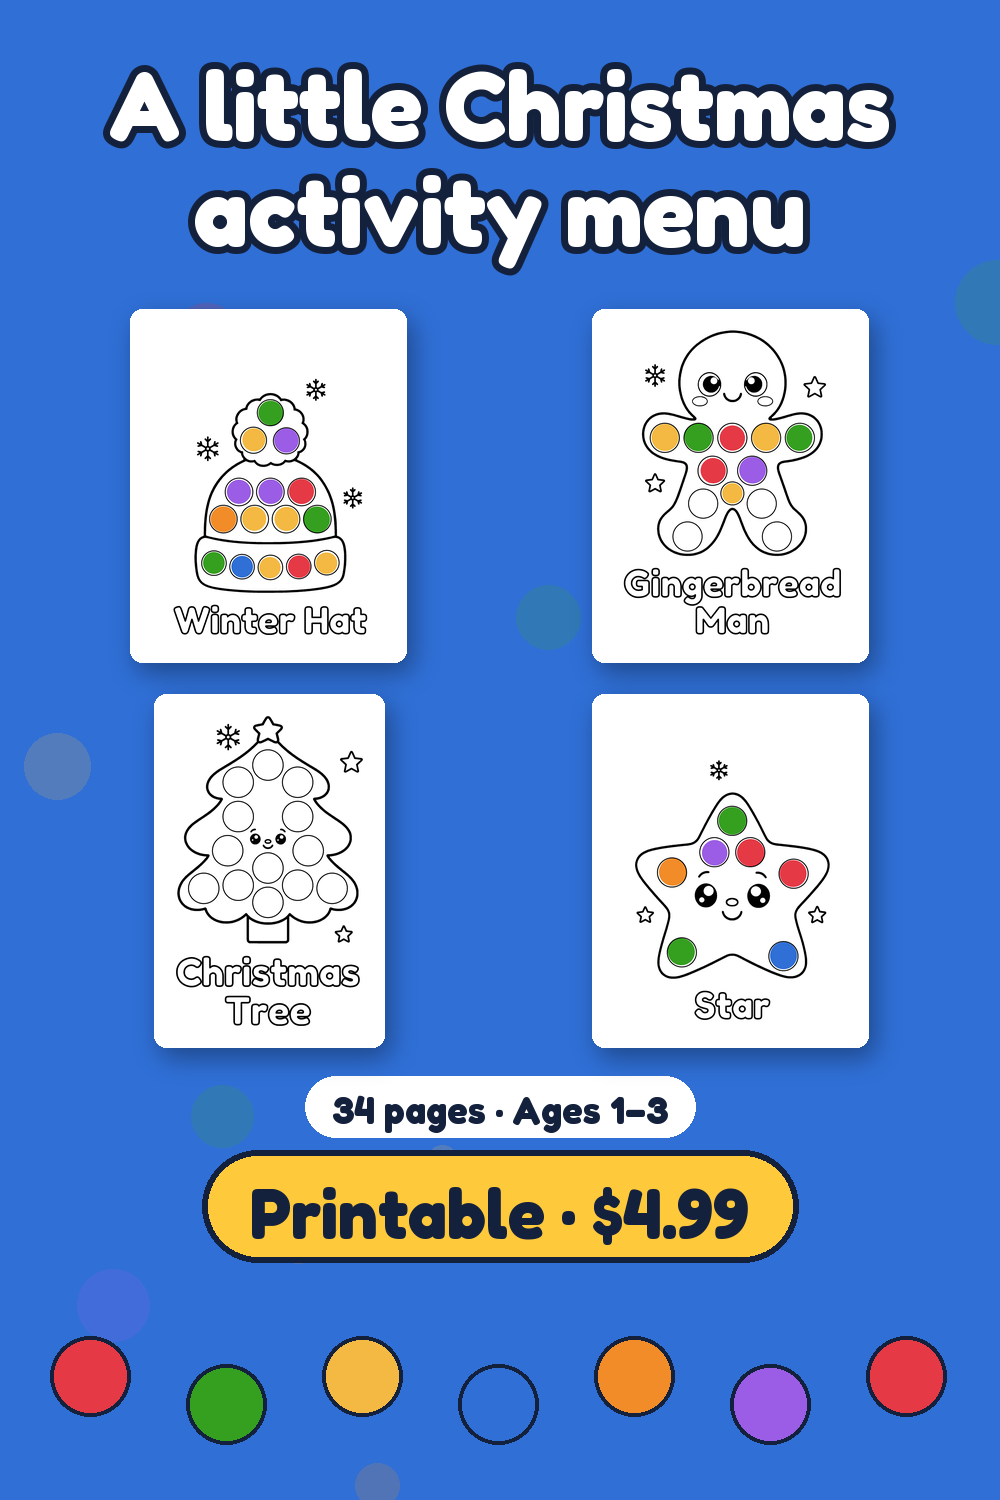 A little Christmas
activity menu
Winter Hat
Gingerbread
Man
Christmas
Tree
Star
34 pages · Ages 1–3
Printable · $4.99